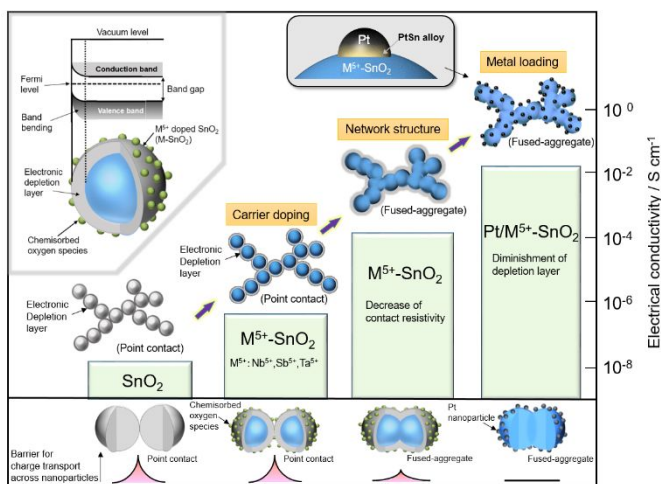 Vacuum level
Conduction band
Fermi
level
Band gap
Valence band
Band
bending
M⁵⁺ doped SnO₂
(M-SnO₂)
Electronic
depletion
layer
Chemisorbed
oxygen species
Pt
PtSn alloy
M⁵⁺-SnO₂
Metal loading
(Fused-aggregate)
Network structure
(Fused-aggregate)
Carrier doping
Electronic
Depletion
layer
(Point contact)
Electronic
Depletion
layer
(Point contact)
SnO₂
M⁵⁺-SnO₂
M⁵⁺: Nb⁵⁺,Sb⁵⁺,Ta⁵⁺
M⁵⁺-SnO₂
Decrease of
contact resistivity
Pt/M⁵⁺-SnO₂
Diminishment of
depletion layer
10⁰
10⁻²
10⁻⁴
10⁻⁶
10⁻⁸
Electrical conductivity / S cm⁻¹
Barrier for
charge transport
across nanoparticles
Point contact
Chemisorbed
oxygen species
Point contact
Fused-aggregate
Pt
nanoparticle
Fused-aggregate